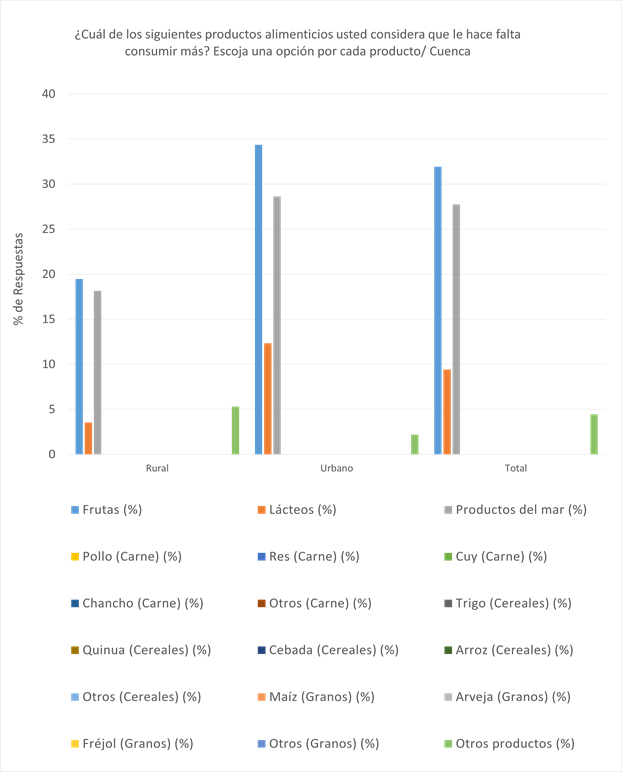 ¿Cuál de los siguientes productos alimenticios usted considera que le hace falta
consumir más? Escoja una opción por cada producto/ Cuenca
40
35
30
25
20
15
10
5
0
% de Respuestas
Rural Urbano Total
Frutas (%) Lácteos (%) Productos del mar (%)
Pollo (Carne) (%) Res (Carne) (%) Cuy (Carne) (%)
Chancho (Carne) (%) Otros (Carne) (%) Trigo (Cereales) (%)
Quinua (Cereales) (%) Cebada (Cereales) (%) Arroz (Cereales) (%)
Otros (Cereales) (%) Maíz (Granos) (%) Arveja (Granos) (%)
Fréjol (Granos) (%) Otros (Granos) (%) Otros productos (%)